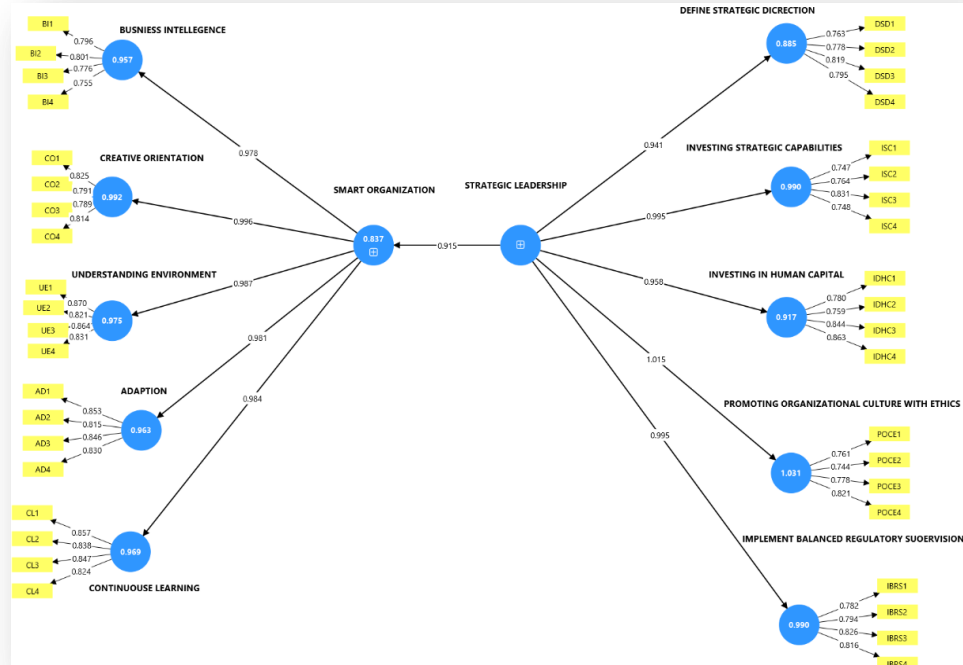 DEFINE STRATEGIC DICRECTION
BI1
BUSNIESS INTELLEGENCE
BI2
BI3
BI4
0.796
0.801
0.776
0.755
0.957
DSD1
DSD2
DSD3
DSD4
0.763
0.778
0.819
0.795
0.885
0.978
0.941
CREATIVE ORIENTATION
CO1
CO2
CO3
CO4
0.825
0.791
0.789
0.814
0.992
0.996
INVESTING STRATEGIC CAPABILITIES
ISC1
ISC2
ISC3
ISC4
0.747
0.764
0.831
0.748
0.990
0.995
SMART ORGANIZATION
STRATEGIC LEADERSHIP
0.837
0.915
UNDERSTANDING ENVIRONMENT
UE1
UE2
UE3
UE4
0.870
0.821
0.864
0.831
0.975
0.987
INVESTING IN HUMAN CAPITAL
IDHC1
IDHC2
IDHC3
IDHC4
0.780
0.759
0.844
0.863
0.917
0.958
ADAPTION
AD1
AD2
AD3
AD4
0.853
0.815
0.846
0.830
0.963
0.981
1.015
PROMOTING ORGANIZATIONAL CULTURE WITH ETHICS
POCE1
POCE2
POCE3
POCE4
0.761
0.744
0.778
0.821
1.031
0.984
0.995
CL1
CL2
CL3
CL4
0.857
0.838
0.847
0.824
0.969
CONTINUOUSE LEARNING
IMPLEMENT BALANCED REGULATORY SUOERVISION
IBRS1
IBRS2
IBRS3
IBRS4
0.782
0.794
0.826
0.816
0.990